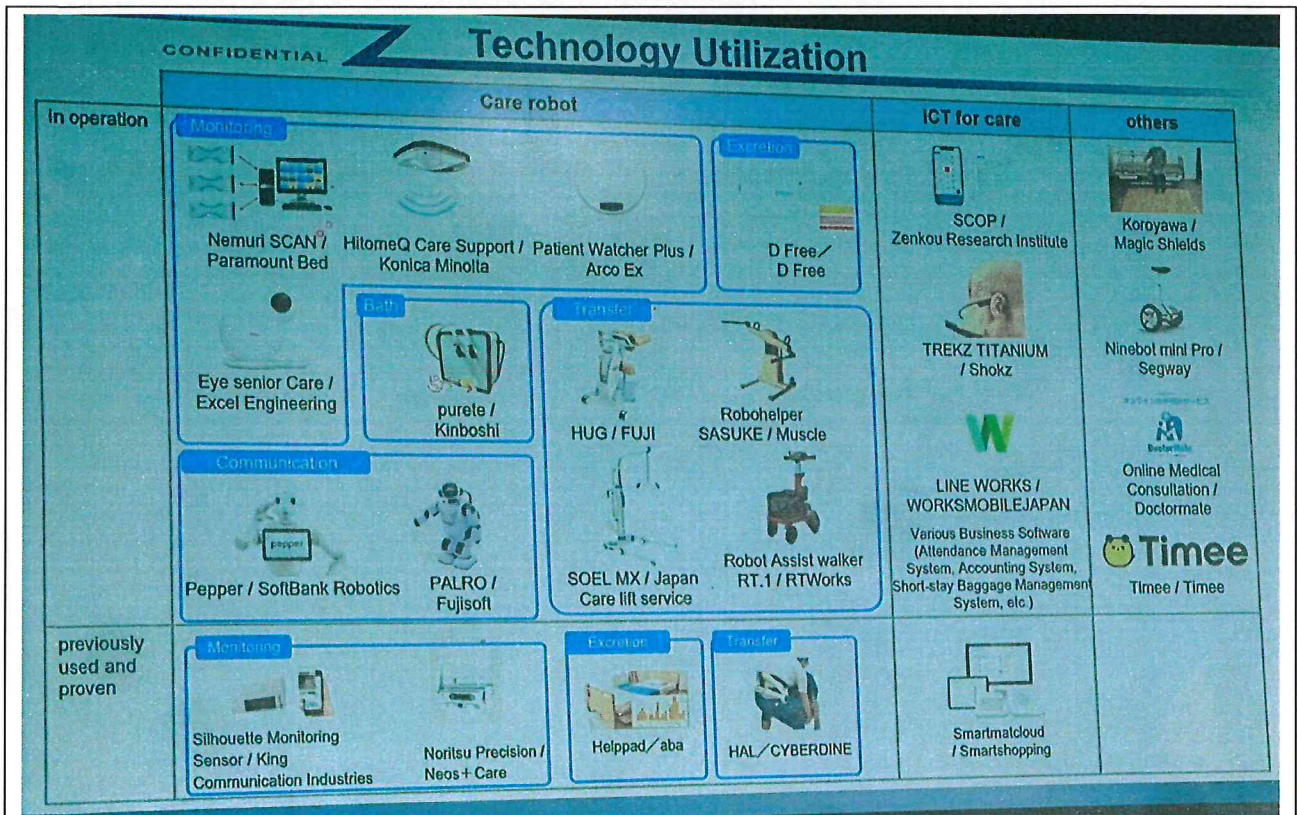 CONFIDENTIAL
Technology Utilization
Care robot
ICT for care
others
In operation
Monitoring
Nemuri SCAN /
Paramount Bed
HitomeQ Care Support /
Konica Minolta
Patient Watcher Plus /
Arco Ex
Eye senior Care /
Excel Engineering
Excretion
D Free／
D Free
Bath
purete /
Kinboshi
Transfer
HUG / FUJI
Robohelper
SASUKE / Muscle
SOEL MX / Japan
Care lift service
Robot Assist walker
RT.1 / RTWorks
Communication
pepper
Pepper / SoftBank Robotics
PALRO /
Fujisoft
SCOP /
Zenkou Research Institute
TREKZ TITANIUM
/ Shokz
W
LINE WORKS /
WORKSMOBILEJAPAN
Various Business Software
(Attendance Management
System, Accounting System,
Short-stay Baggage Management
System, etc.)
Koroyawa /
Magic Shields
Ninebot mini Pro /
Segway
DoctorMate
Online Medical
Consultation /
Doctormate
Timee
Timee / Timee
previously
used and
proven
Monitoring
Silhouette Monitoring
Sensor / King
Communication Industries
Noritsu Precision /
Neos+Care
Excretion
Helppad／aba
Transfer
HAL／CYBERDINE
Smartmatcloud
/ Smartshopping